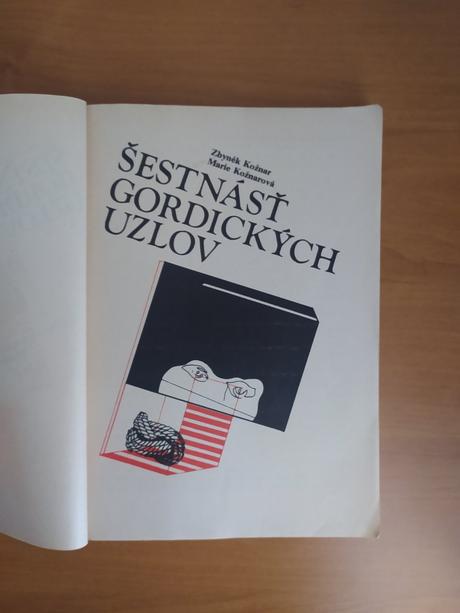 Zbyněk Kožnar
Marie Kožnarová
ŠESTNÁSŤ
GORDICKÝCH
UZLOV